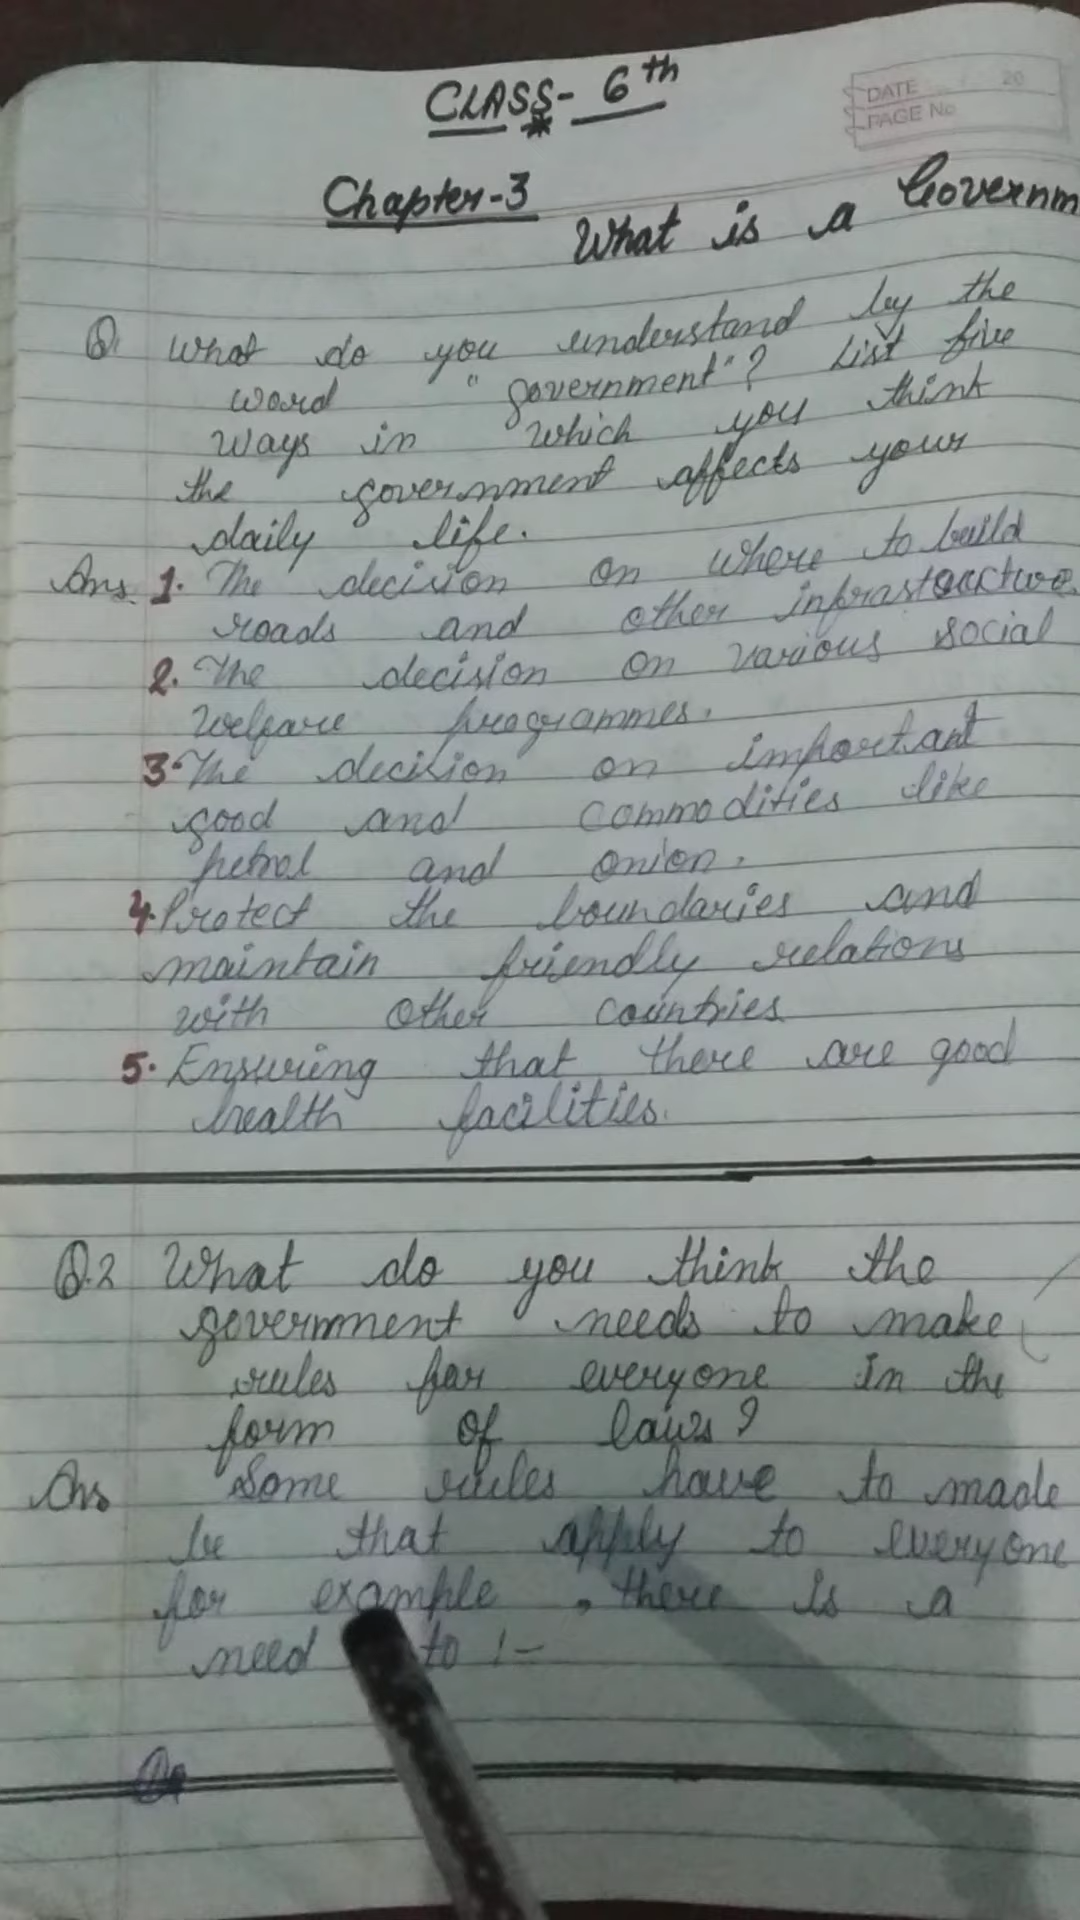 CLASS- 6th
DATE 20
PAGE No
Chapter-3
What is a Governm
Q. What do you understand by the
word "government"? List five
ways in which you think
the government affects your
daily life.
Ans. 1. The decision on where to build
roads and other infrastructure.
2. The decision on various social
welfare programmes.
3. The decision on important
good and commodities like
petrol and onion.
4. Protect the boundaries and
maintain friendly relations
with other countries
5. Ensuring that there are good
health facilities.
Q.2 What do you think the
government needs to make
rules for everyone in the
form of laws?
Ans Some rules have to made
be that apply to everyone
for example, there is a
need to :-